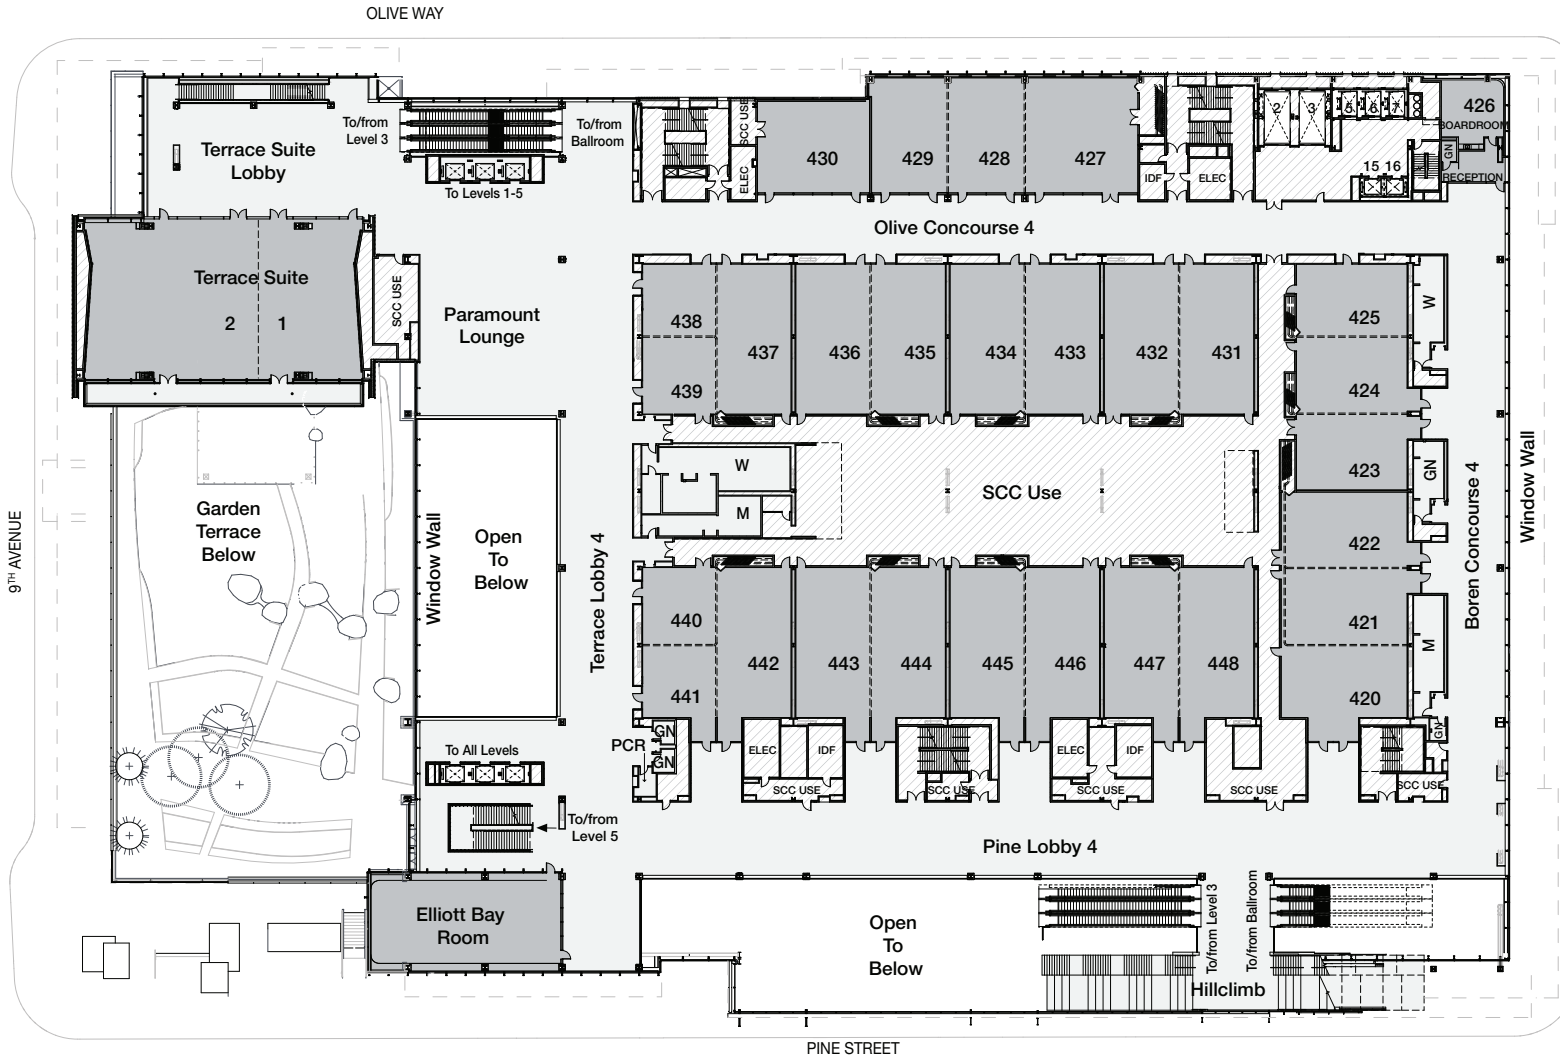 OLIVE WAY
To/from
Level 3
To/from
Ballroom
To Levels 1-5
Terrace Suite
Lobby
SCC USE
ELEC
430
429
428
427
IDF
ELEC
2
3
5
6
7
15 16
426
BOARDROOM
GN
RECEPTION
Olive Concourse 4
Terrace Suite
2
1
SCC USE
Paramount
Lounge
438
439
437
436
435
434
433
432
431
425
424
423
W
GN
W
M
SCC Use
Garden
Terrace
Below
Window Wall
Open
To
Below
Terrace Lobby 4
9TH AVENUE
Boren Concourse 4
Window Wall
422
421
420
M
GN
440
441
442
443
444
445
446
447
448
PCR
GN
GN
ELEC
IDF
SCC USE
SCC USE
ELEC
IDF
SCC USE
SCC USE
SCC USE
To All Levels
To/from
Level 5
Pine Lobby 4
Elliott Bay
Room
Open
To
Below
To/from Level 3
To/from Ballroom
Hillclimb
PINE STREET